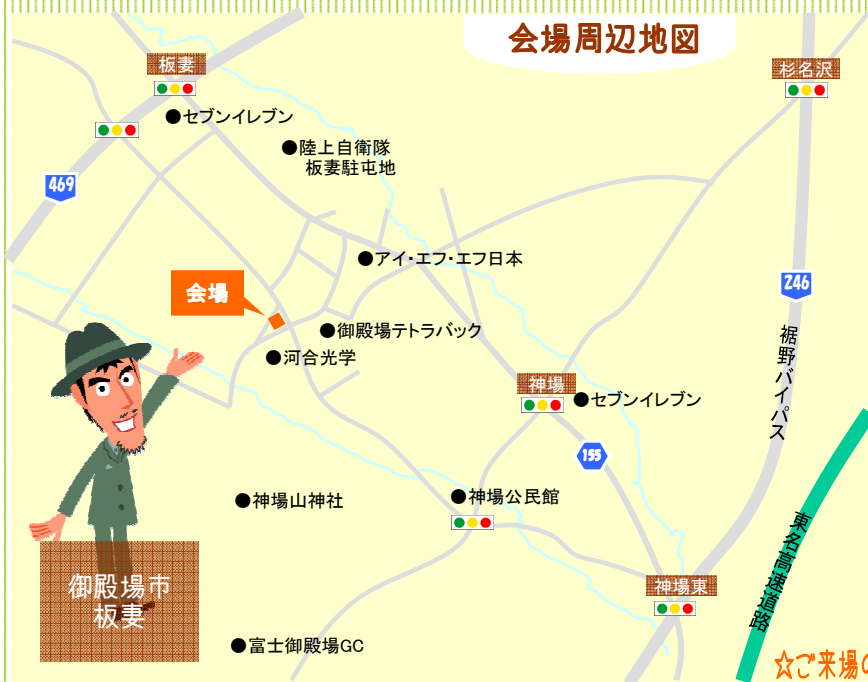 会場周辺地図
板妻
杉名沢
●セブンイレブン
●陸上自衛隊
板妻駐屯地
469
●アイ・エフ・エフ日本
246
会場
裾野バイパス
●御殿場テトラバック
●河合光学
神場
●セブンイレブン
155
●神場山神社
●神場公民館
東名高速道路
御殿場市
板妻
神場東
●富士御殿場GC
☆ご来場の